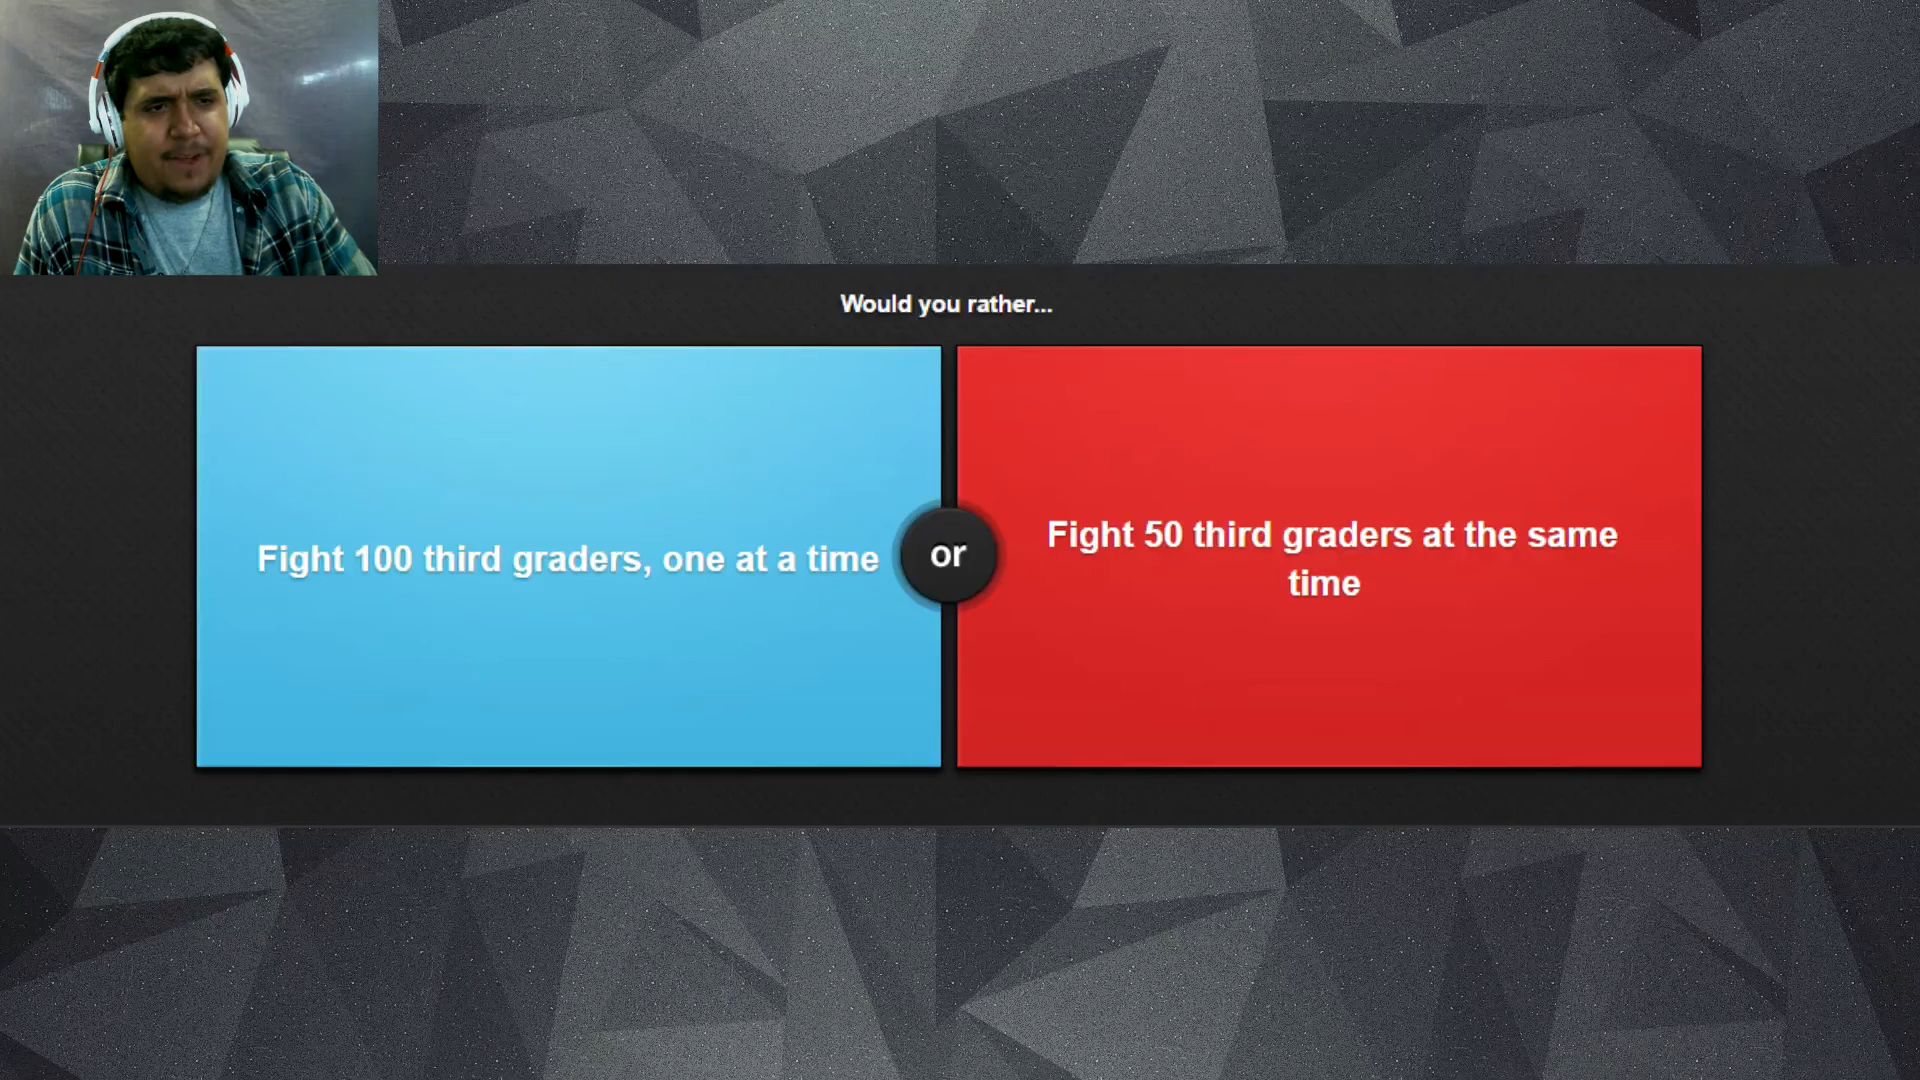 Would you rather...
Fight 100 third graders, one at a time
or
Fight 50 third graders at the same
time